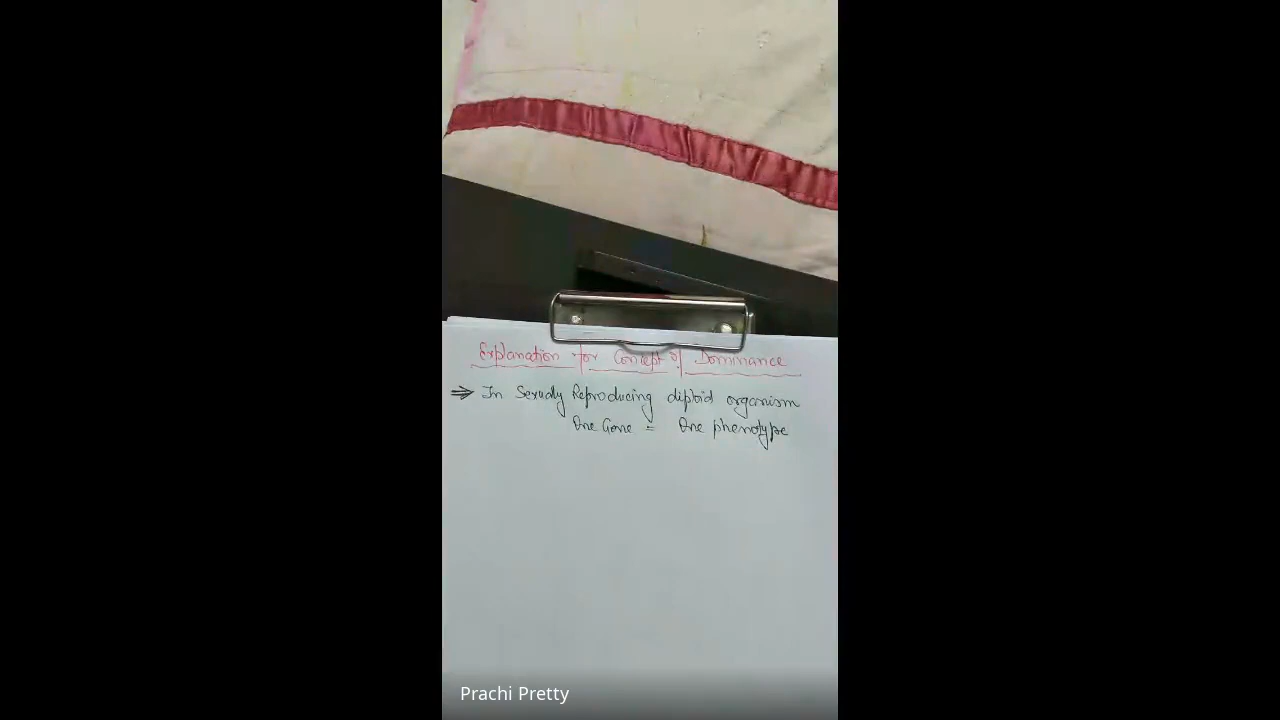 Explanation for Concept of Dominance
⇒ In Sexually Reproducing diploid organism
One Gene = One phenotype
Prachi Pretty